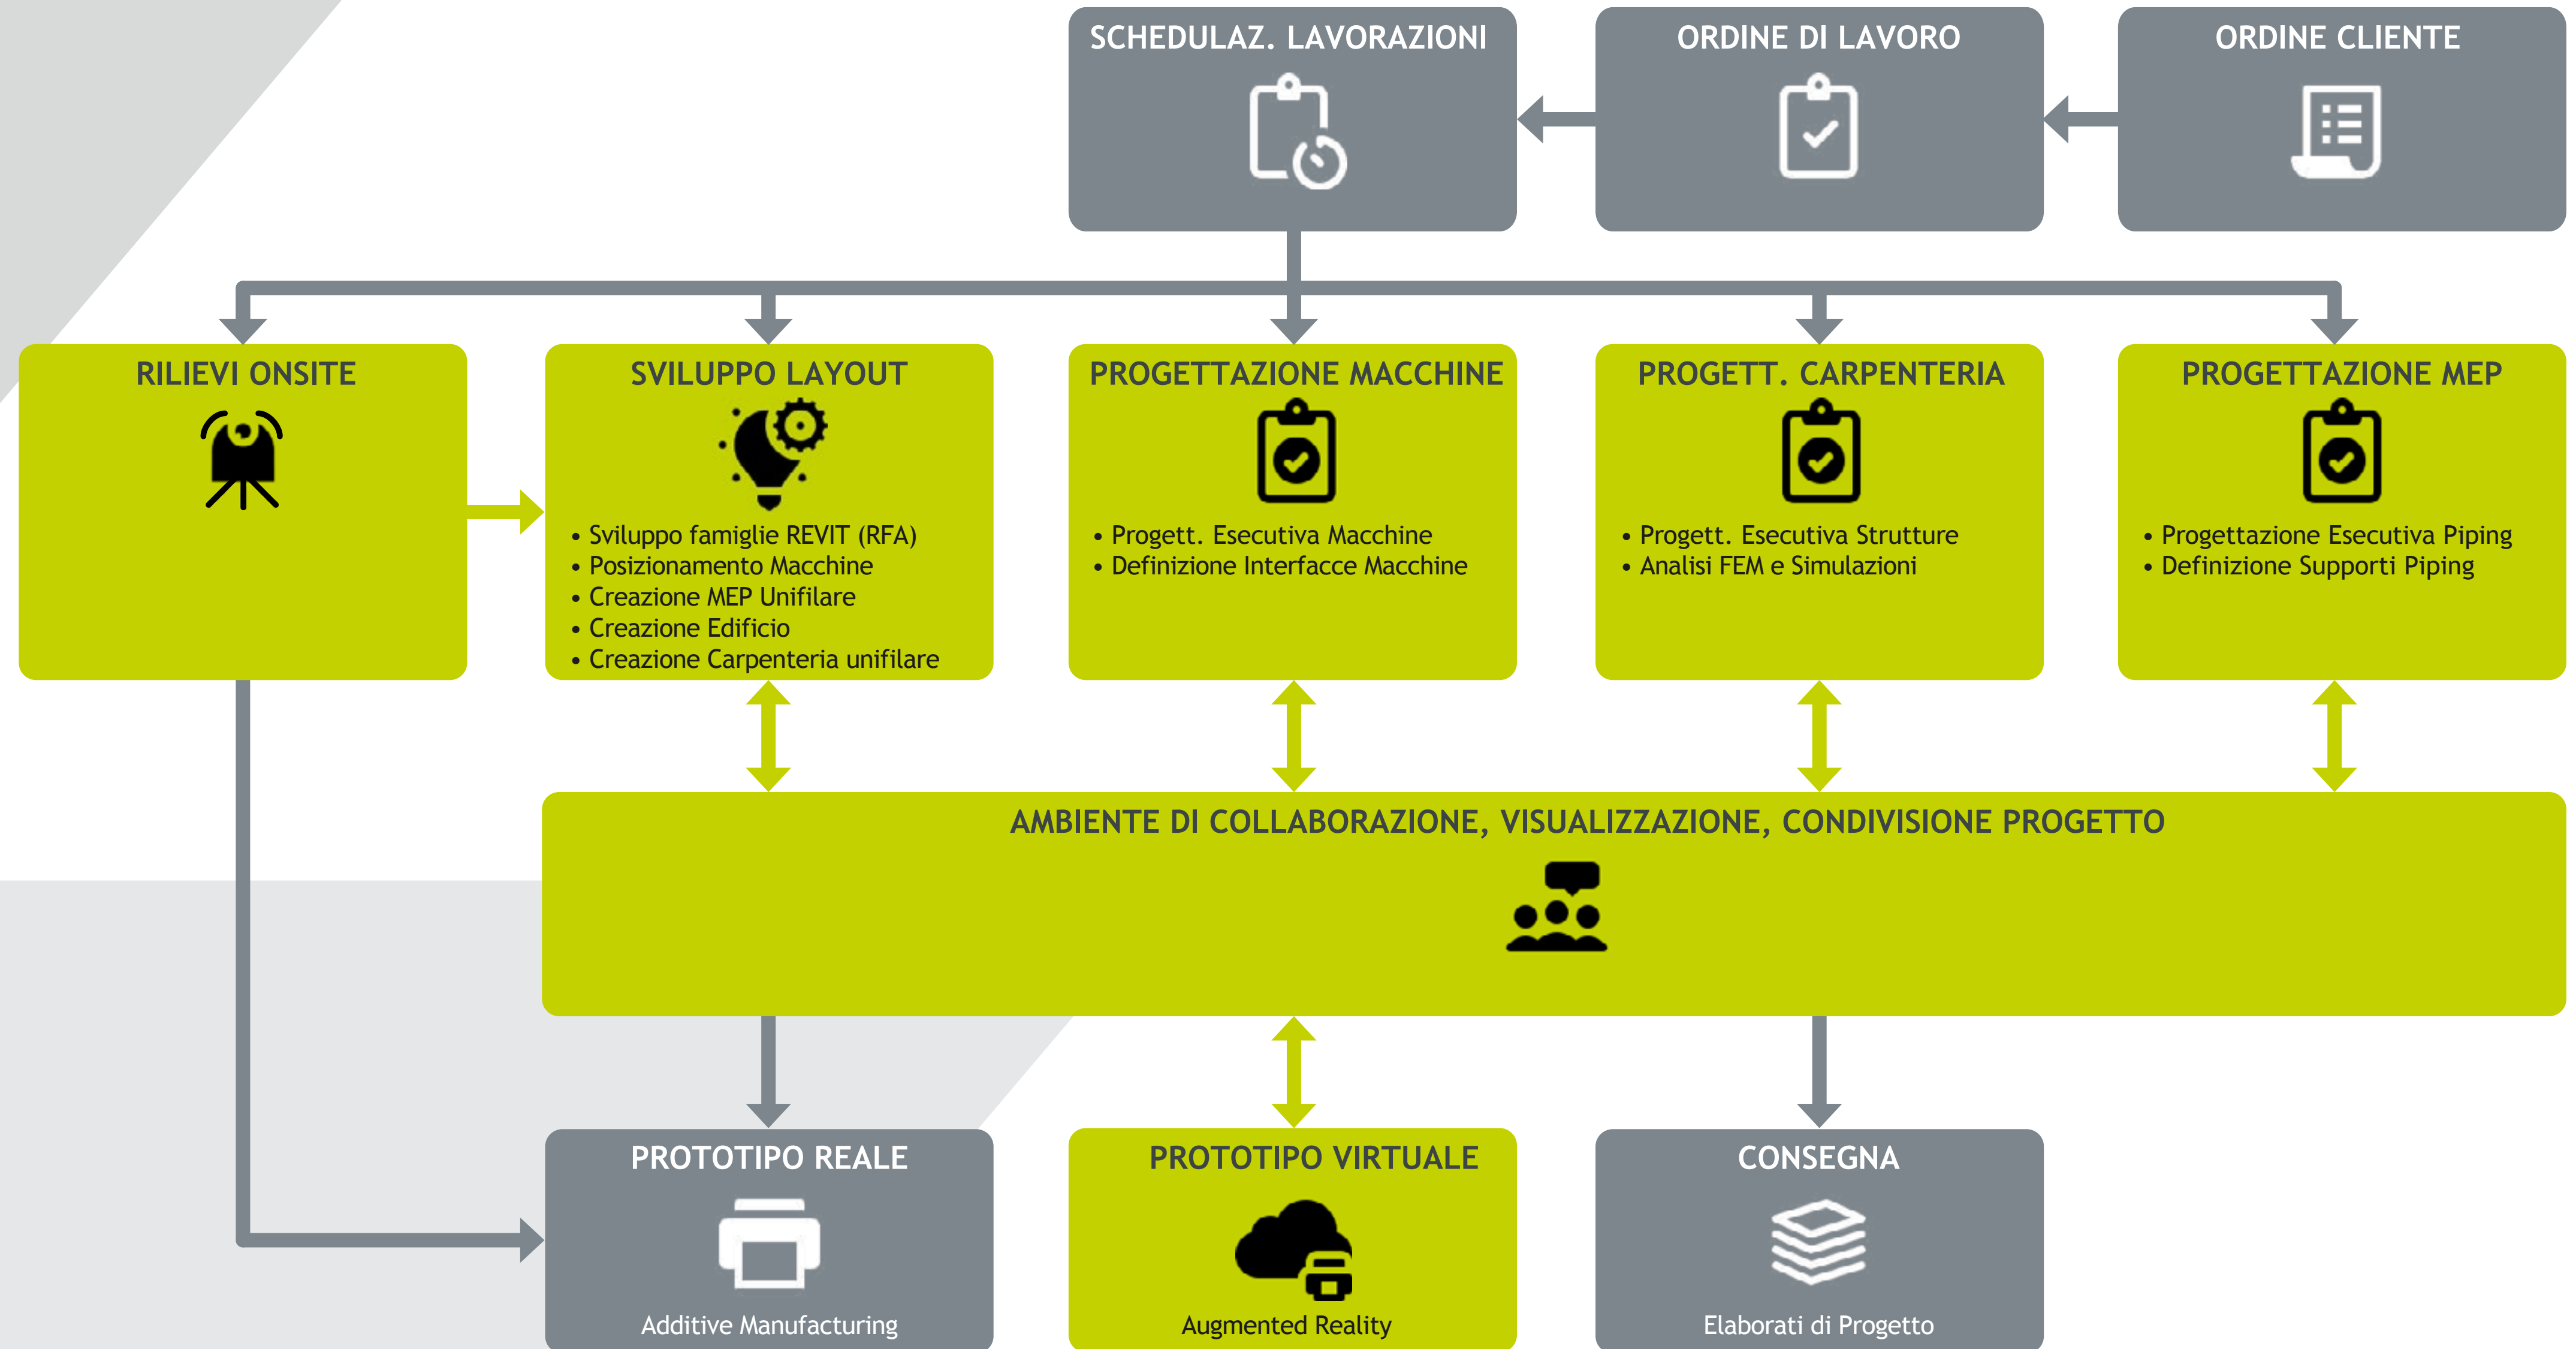 SCHEDULAZ. LAVORAZIONI
ORDINE DI LAVORO
ORDINE CLIENTE
RILIEVI ONSITE
SVILUPPO LAYOUT
• Sviluppo famiglie REVIT (RFA)
• Posizionamento Macchine
• Creazione MEP Unifilare
• Creazione Edificio
• Creazione Carpenteria unifilare
PROGETTAZIONE MACCHINE
• Progett. Esecutiva Macchine
• Definizione Interfacce Macchine
PROGETT. CARPENTERIA
• Progett. Esecutiva Strutture
• Analisi FEM e Simulazioni
PROGETTAZIONE MEP
• Progettazione Esecutiva Piping
• Definizione Supporti Piping
AMBIENTE DI COLLABORAZIONE, VISUALIZZAZIONE, CONDIVISIONE PROGETTO
PROTOTIPO REALE
Additive Manufacturing
PROTOTIPO VIRTUALE
Augmented Reality
CONSEGNA
Elaborati di Progetto